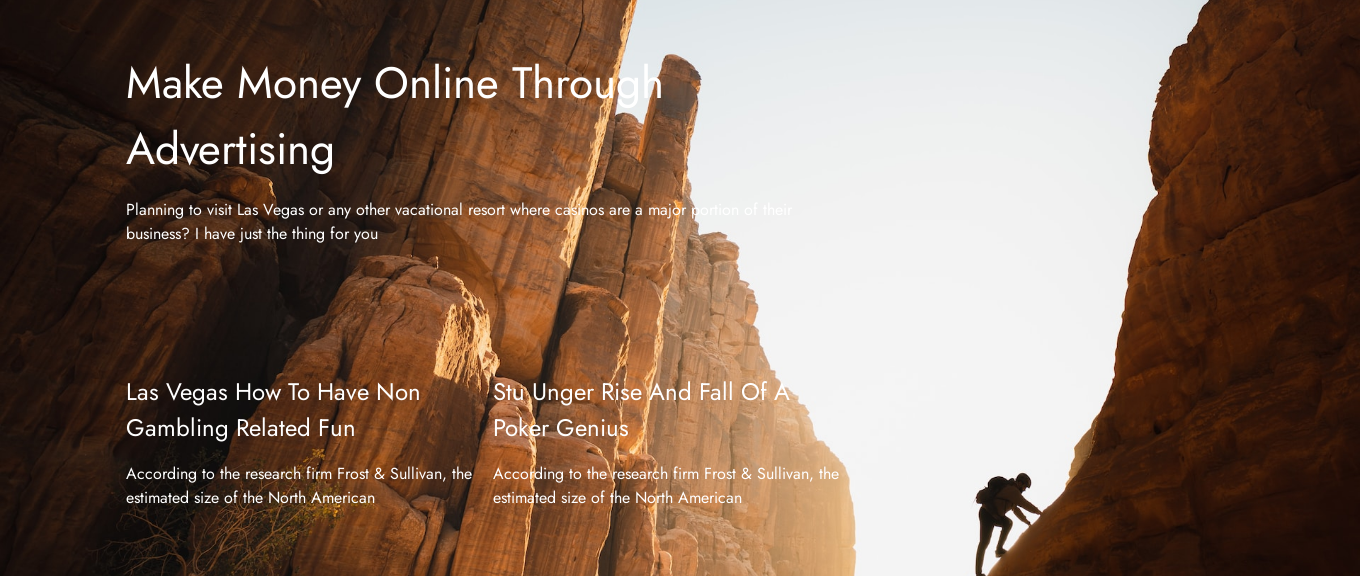 Make Money Online Through
Advertising
Planning to visit Las Vegas or any other vacational resort where casinos are a major portion of their
business? I have just the thing for you
Las Vegas How To Have Non
Gambling Related Fun
According to the research firm Frost & Sullivan, the
estimated size of the North American
Stu Unger Rise And Fall Of A
Poker Genius
According to the research firm Frost & Sullivan, the
estimated size of the North American